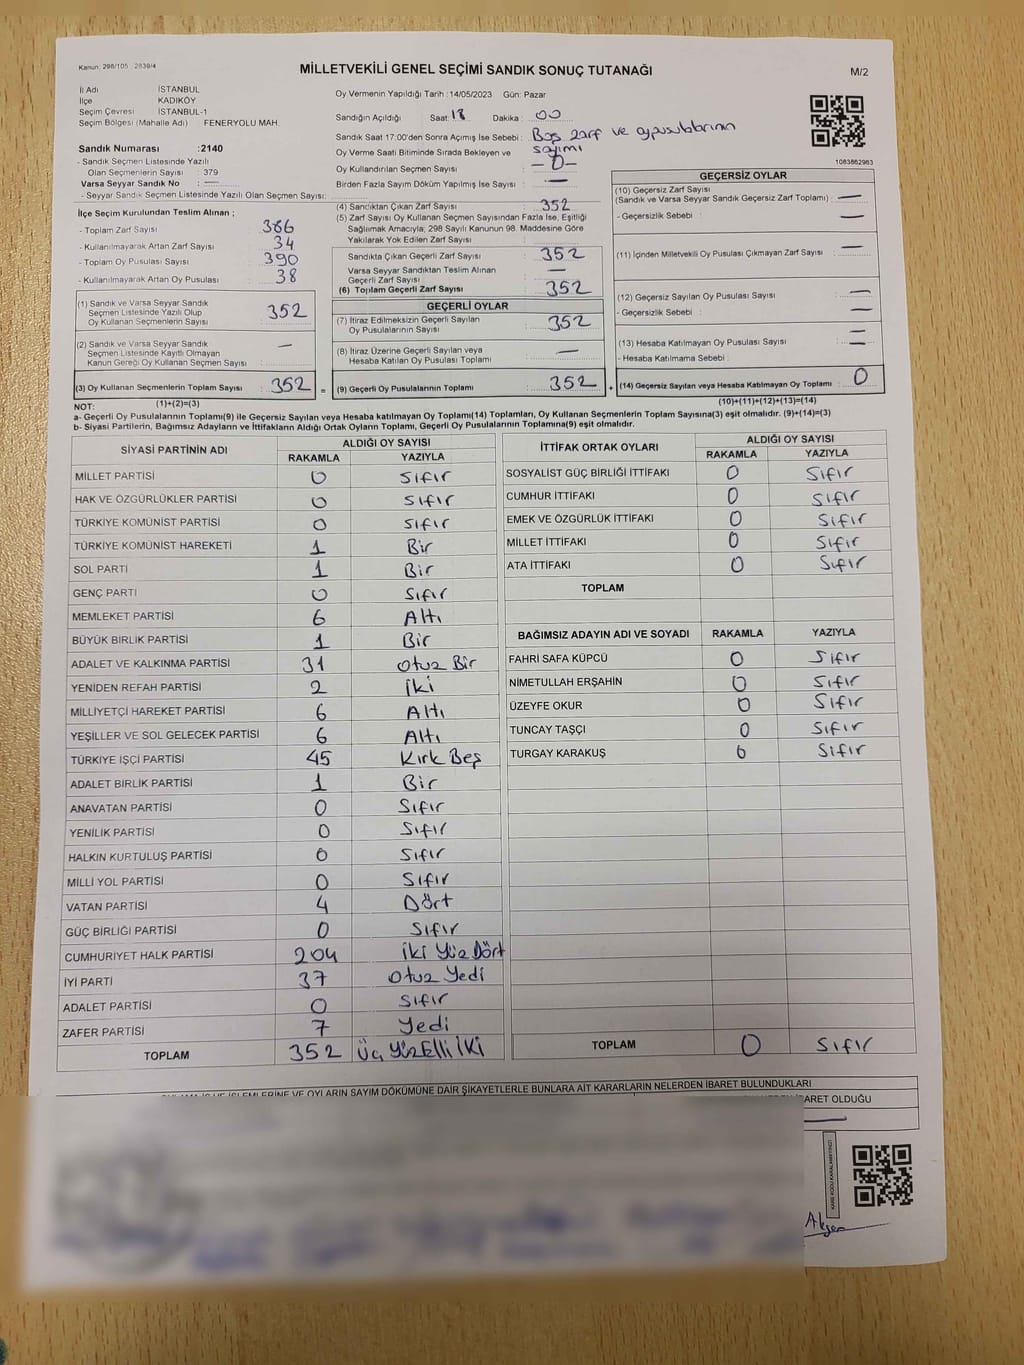 Kanun: 298/105 - 2839/4
MİLLETVEKİLİ GENEL SEÇİMİ SANDIK SONUÇ TUTANAĞI
M/2
İl Adı İSTANBUL
İlçe KADIKÖY
Seçim Çevresi İSTANBUL-1
Seçim Bölgesi (Mahalle Adı) FENERYOLU MAH.
Sandık Numarası :2140
- Sandık Seçmen Listesinde Yazılı
Olan Seçmenlerin Sayısı : 379
Varsa Seyyar Sandık No : —
- Seyyar Sandık Seçmen Listesinde Yazılı Olan Seçmen Sayısı:
İlçe Seçim Kurulundan Teslim Alınan ;
- Toplam Zarf Sayısı : 386
- Kullanılmayarak Artan Zarf Sayısı : 34
- Toplam Oy Pusulası Sayısı : 390
- Kullanılmayarak Artan Oy Pusulası : 38
(1) Sandık ve Varsa Seyyar Sandık
Seçmen Listesinde Yazılı Olup
Oy Kullanan Seçmenlerin Sayısı : 352
(2) Sandık ve Varsa Seyyar Sandık
Seçmen Listesinde Kayıtlı Olmayan
Kanun Gereği Oy Kullanan Seçmen Sayısı : —
(3) Oy Kullanan Seçmenlerin Toplam Sayısı : 352
(1)+(2)=(3)
Oy Vermenin Yapıldığı Tarih :14/05/2023 Gün: Pazar
Sandığın Açıldığı Saat: 18 Dakika : 00
Sandık Saat 17:00'den Sonra Açımış İse Sebebi : Boş zarf ve oy pusulalarının
sayımı
Oy Verme Saati Bitiminde Sırada Bekleyen ve
Oy Kullandırılan Seçmen Sayısı : —0—
Birden Fazla Sayım Döküm Yapılmış İse Sayısı : —
(4) Sandıktan Çıkan Zarf Sayısı : 352
(5) Zarf Sayısı Oy Kullanan Seçmen Sayısından Fazla İse, Eşitliği
Sağlamak Amacıyla, 298 Sayılı Kanunun 98. Maddesine Göre
Yakılarak Yok Edilen Zarf Sayısı :
Sandıkta Çıkan Geçerli Zarf Sayısı : 352
Varsa Seyyar Sandıktan Teslim Alınan
Geçerli Zarf Sayısı : —
(6) Toplam Geçerli Zarf Sayısı : 352
GEÇERLİ OYLAR
(7) İtiraz Edilmeksizin Geçerli Sayılan
Oy Pusulalarının Sayısı : 352
(8) İtiraz Üzerine Geçerli Sayılan veya
Hesaba Katılan Oy Pusulası Toplamı : —
= (9) Geçerli Oy Pusulalarının Toplamı : 352 +
1083862983
GEÇERSİZ OYLAR
(10) Geçersiz Zarf Sayısı
(Sandık ve Varsa Seyyar Sandık Geçersiz Zarf Toplamı) : —
- Geçersizlik Sebebi : —
(11) İçinden Milletvekili Oy Pusulası Çıkmayan Zarf Sayısı : —
(12) Geçersiz Sayılan Oy Pusulası Sayısı : —
- Geçersizlik Sebebi : —
(13) Hesaba Katılmayan Oy Pusulası Sayısı : —
- Hesaba Katılmama Sebebi : —
(14) Geçersiz Sayılan veya Hesaba Katılmayan Oy Toplamı : 0
(10)+(11)+(12)+(13)=(14)
NOT:
a- Geçerli Oy Pusulalarının Toplamı(9) ile Geçersiz Sayılan veya Hesaba katılmayan Oy Toplamı(14) Toplamları, Oy Kullanan Seçmenlerin Toplam Sayısına(3) eşit olmalıdır. (9)+(14)=(3)
b- Siyasi Partilerin, Bağımsız Adayların ve İttifakların Aldığı Ortak Oyların Toplamı, Geçerli Oy Pusulalarının Toplamına(9) eşit olmalıdır.
SİYASİ PARTİNİN ADI ALDIĞI OY SAYISI
RAKAMLA YAZIYLA
MİLLET PARTİSİ 0 Sıfır
HAK VE ÖZGÜRLÜKLER PARTİSİ 0 Sıfır
TÜRKİYE KOMÜNİST PARTİSİ 0 Sıfır
TÜRKİYE KOMÜNİST HAREKETİ 1 Bir
SOL PARTİ 1 Bir
GENÇ PARTİ 0 Sıfır
MEMLEKET PARTİSİ 6 Altı
BÜYÜK BİRLİK PARTİSİ 1 Bir
ADALET VE KALKINMA PARTİSİ 31 Otuz Bir
YENİDEN REFAH PARTİSİ 2 İki
MİLLİYETÇİ HAREKET PARTİSİ 6 Altı
YEŞİLLER VE SOL GELECEK PARTİSİ 6 Altı
TÜRKİYE İŞÇİ PARTİSİ 45 Kırk Beş
ADALET BİRLİK PARTİSİ 1 Bir
ANAVATAN PARTİSİ 0 Sıfır
YENİLİK PARTİSİ 0 Sıfır
HALKIN KURTULUŞ PARTİSİ 0 Sıfır
MİLLİ YOL PARTİSİ 0 Sıfır
VATAN PARTİSİ 4 Dört
GÜÇ BİRLİĞİ PARTİSİ 0 Sıfır
CUMHURİYET HALK PARTİSİ 204 İki Yüz Dört
İYİ PARTİ 37 Otuz Yedi
ADALET PARTİSİ 0 Sıfır
ZAFER PARTİSİ 7 Yedi
TOPLAM 352 Üç Yüz Elli İki
İTTİFAK ORTAK OYLARI ALDIĞI OY SAYISI
RAKAMLA YAZIYLA
SOSYALİST GÜÇ BİRLİĞİ İTTİFAKI 0 Sıfır
CUMHUR İTTİFAKI 0 Sıfır
EMEK VE ÖZGÜRLÜK İTTİFAKI 0 Sıfır
MİLLET İTTİFAKI 0 Sıfır
ATA İTTİFAKI 0 Sıfır
TOPLAM
BAĞIMSIZ ADAYIN ADI VE SOYADI RAKAMLA YAZIYLA
FAHRİ SAFA KÜPCÜ 0 Sıfır
NİMETULLAH ERŞAHİN 0 Sıfır
ÜZEYFE OKUR 0 Sıfır
TUNCAY TAŞÇI 0 Sıfır
TURGAY KARAKUŞ 0 Sıfır
TOPLAM 0 Sıfır
İŞLEMLERİNE VE OYLARIN SAYIM DÖKÜMÜNE DAİR ŞİKAYETLERLE BUNLARA AİT KARARLARIN NELERDEN İBARET BULUNDUKLARI
İBARET OLDUĞU
KARE KODU KARALAMAYINIZ!